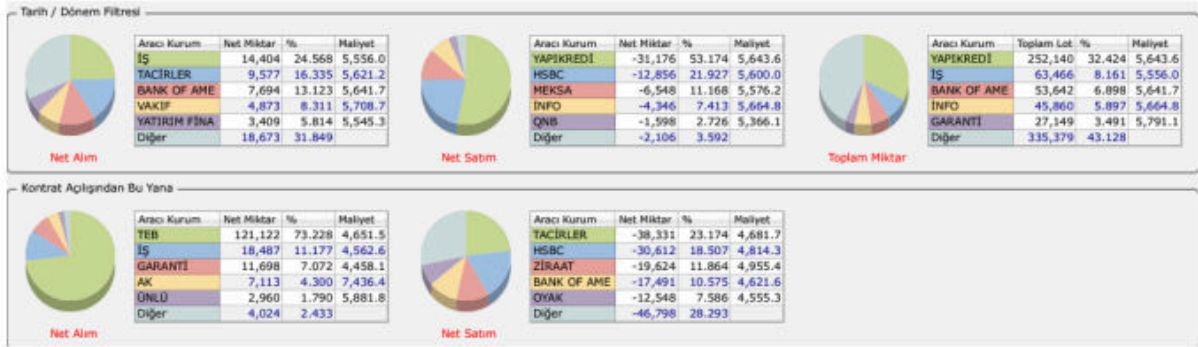 Tarih / Dönem Filtresi
Aracı Kurum Net Miktar % Maliyet
İŞ 14,404 24.568 5,556.0
TACİRLER 9,577 16.335 5,621.2
BANK OF AME 7,694 13.123 5,641.7
VAKIF 4,873 8.311 5,708.7
YATIRIM FİNA 3,409 5.814 5,545.3
Diğer 18,673 31.849
Net Alım
Aracı Kurum Net Miktar % Maliyet
YAPIKREDİ -31,176 53.174 5,643.6
HSBC -12,856 21.927 5,600.0
MEKSA -6,548 11.168 5,576.2
İNFO -4,346 7.413 5,664.8
QNB -1,598 2.726 5,366.1
Diğer -2,106 3.592
Net Satım
Aracı Kurum Toplam Lot % Maliyet
YAPIKREDİ 252,140 32.424 5,643.6
İŞ 63,466 8.161 5,556.0
BANK OF AME 53,642 6.898 5,641.7
İNFO 45,860 5.897 5,664.8
GARANTİ 27,149 3.491 5,791.1
Diğer 335,379 43.128
Toplam Miktar
Kontrat Açılışından Bu Yana
Aracı Kurum Net Miktar % Maliyet
TEB 121,122 73.228 4,651.5
İŞ 18,487 11.177 4,562.6
GARANTİ 11,698 7.072 4,458.1
AK 7,113 4.300 7,436.4
ÜNLÜ 2,960 1.790 5,881.8
Diğer 4,024 2.433
Net Alım
Aracı Kurum Net Miktar % Maliyet
TACİRLER -38,331 23.174 4,681.7
HSBC -30,612 18.507 4,814.3
ZİRAAT -19,624 11.864 4,955.4
BANK OF AME -17,491 10.575 4,621.6
OYAK -12,548 7.586 4,555.3
Diğer -46,798 28.293
Net Satım